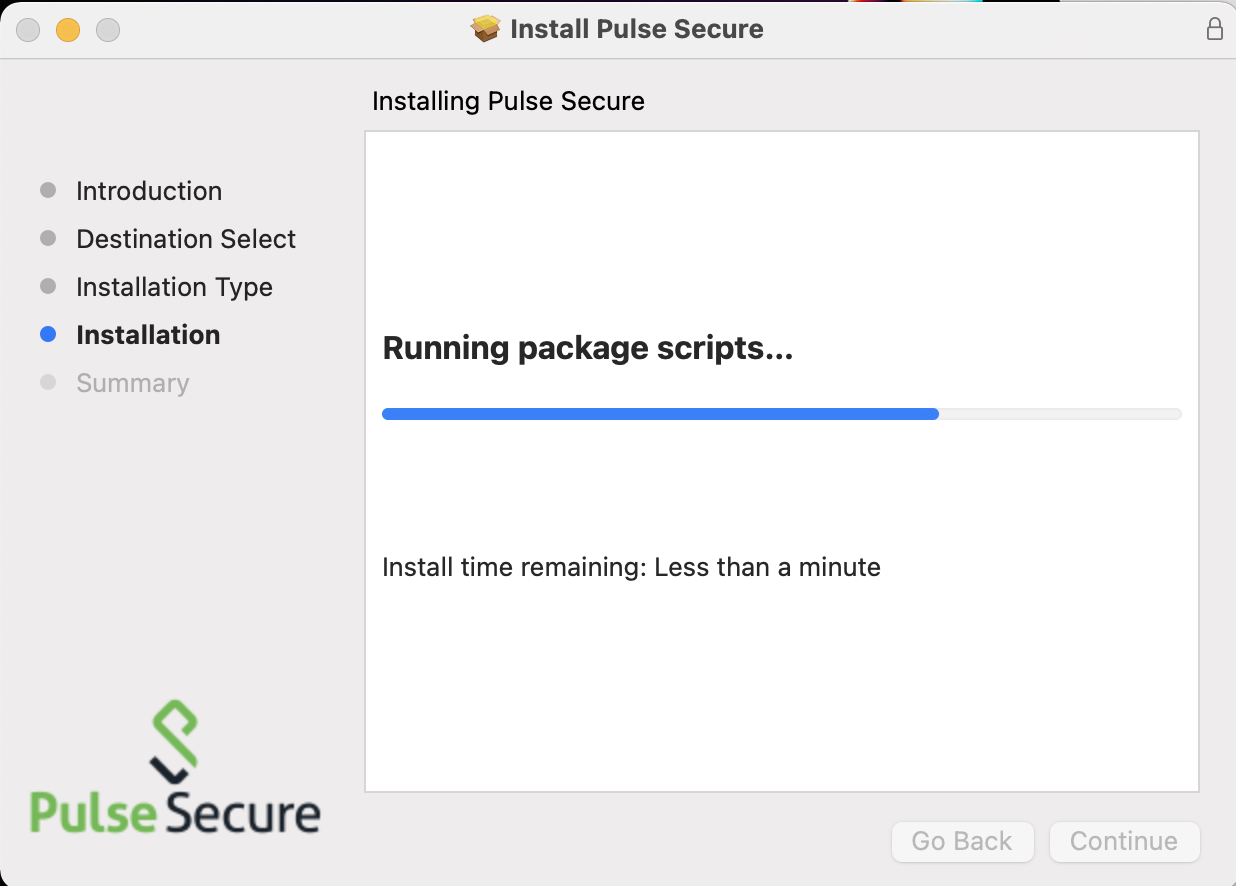 Install Pulse Secure
Installing Pulse Secure
Introduction
Destination Select
Installation Type
Installation
Summary
Running package scripts...
Install time remaining: Less than a minute
Pulse Secure
Go Back
Continue